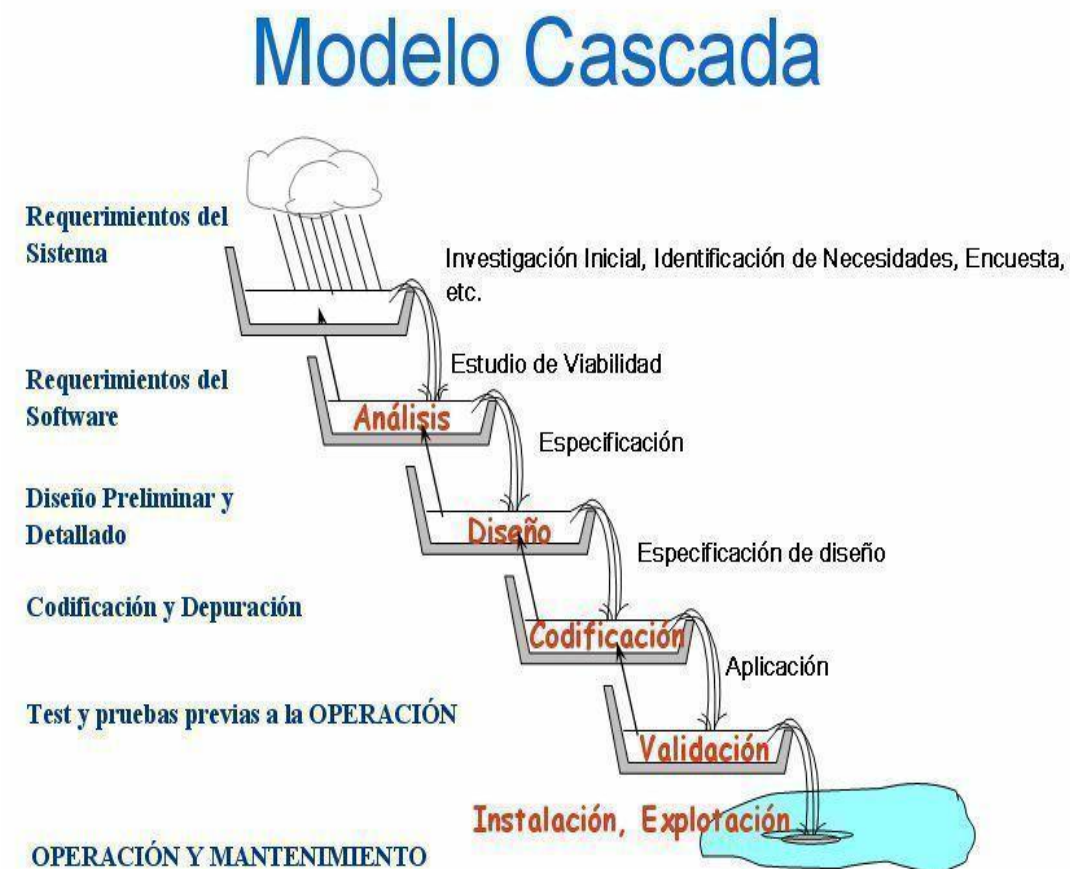 Modelo Cascada
Requerimientos del
Sistema
Investigación Inicial, Identificación de Necesidades, Encuesta,
etc.
Estudio de Viabilidad
Requerimientos del
Software
Análisis
Especificación
Diseño Preliminar y
Detallado
Diseño
Especificación de diseño
Codificación y Depuración
Codificación
Aplicación
Test y pruebas previas a la OPERACIÓN
Validación
Instalación, Explotación
OPERACIÓN Y MANTENIMIENTO